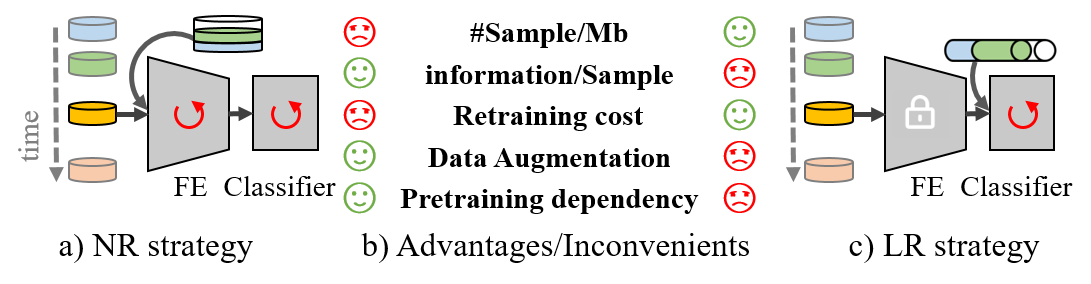 #Sample/Mb
information/Sample
Retraining cost
Data Augmentation
Pretraining dependency
time
FE Classifier
FE Classifier
a) NR strategy
b) Advantages/Inconvenients
c) LR strategy